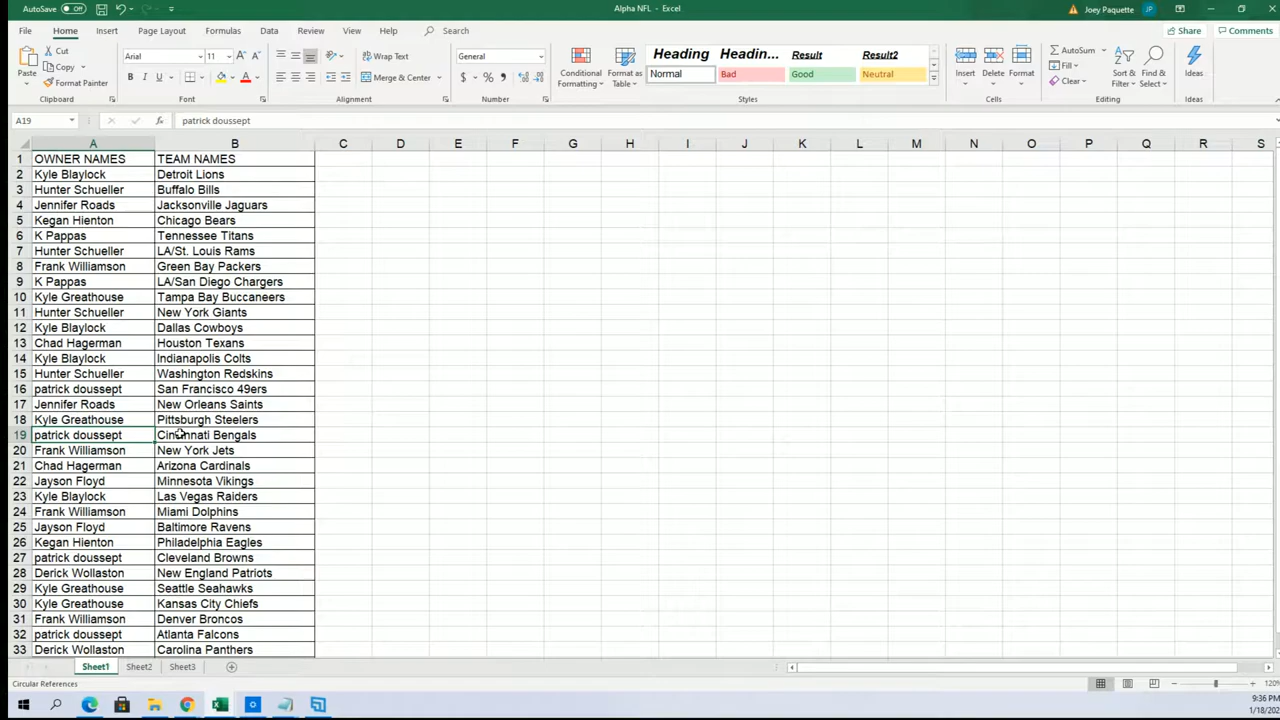 AutoSave Off
Alpha NFL - Excel
Joey Paquette JP
File Home Insert Page Layout Formulas Data Review View Help Search
Share Comments
Paste Cut Copy Format Painter
Clipboard
Arial 11
Font
Wrap Text
Merge & Center
Alignment
General
Number
Conditional Formatting
Format as Table
Heading Headin... Result Result2
Normal Bad Good Neutral
Styles
Insert Delete Format
Cells
AutoSum Fill Clear
Sort & Filter Find & Select
Editing
Ideas
Ideas
A19 fx patrick doussept
A B C D E F G H I J K L M N O P Q R S
1 OWNER NAMES TEAM NAMES
2 Kyle Blaylock Detroit Lions
3 Hunter Schueller Buffalo Bills
4 Jennifer Roads Jacksonville Jaguars
5 Kegan Hienton Chicago Bears
6 K Pappas Tennessee Titans
7 Hunter Schueller LA/St. Louis Rams
8 Frank Williamson Green Bay Packers
9 K Pappas LA/San Diego Chargers
10 Kyle Greathouse Tampa Bay Buccaneers
11 Hunter Schueller New York Giants
12 Kyle Blaylock Dallas Cowboys
13 Chad Hagerman Houston Texans
14 Kyle Blaylock Indianapolis Colts
15 Hunter Schueller Washington Redskins
16 patrick doussept San Francisco 49ers
17 Jennifer Roads New Orleans Saints
18 Kyle Greathouse Pittsburgh Steelers
19 patrick doussept Cincinnati Bengals
20 Frank Williamson New York Jets
21 Chad Hagerman Arizona Cardinals
22 Jayson Floyd Minnesota Vikings
23 Kyle Blaylock Las Vegas Raiders
24 Frank Williamson Miami Dolphins
25 Jayson Floyd Baltimore Ravens
26 Kegan Hienton Philadelphia Eagles
27 patrick doussept Cleveland Browns
28 Derick Wollaston New England Patriots
29 Kyle Greathouse Seattle Seahawks
30 Kyle Greathouse Kansas City Chiefs
31 Frank Williamson Denver Broncos
32 patrick doussept Atlanta Falcons
33 Derick Wollaston Carolina Panthers
Sheet1 Sheet2 Sheet3
Circular References
120%
9:36 PM
1/18/202